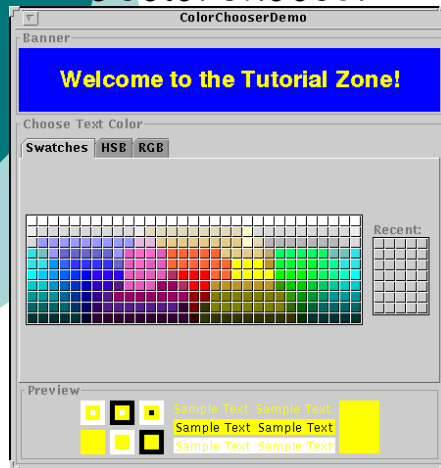 ColorChooserDemo
Banner
Welcome to the Tutorial Zone!
Choose Text Color
Swatches HSB RGB
Recent:
Preview
Sample Text Sample Text
Sample Text Sample Text
Sample Text Sample Text